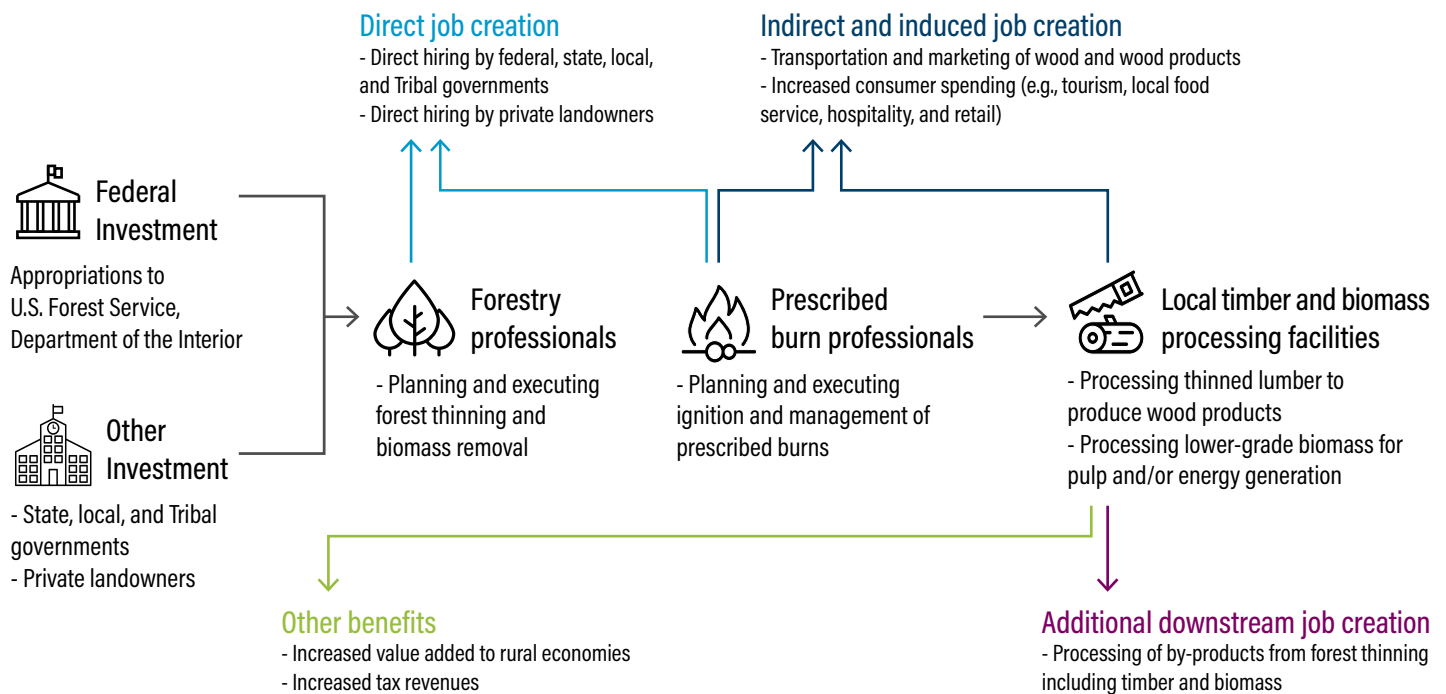 Direct job creation
- Direct hiring by federal, state, local,
and Tribal governments
- Direct hiring by private landowners
Indirect and induced job creation
- Transportation and marketing of wood and wood products
- Increased consumer spending (e.g., tourism, local food
service, hospitality, and retail)
Federal
Investment
Appropriations to
U.S. Forest Service,
Department of the Interior
Other
Investment
- State, local, and Tribal
governments
- Private landowners
Forestry
professionals
- Planning and executing
forest thinning and
biomass removal
Prescribed
burn professionals
- Planning and executing
ignition and management of
prescribed burns
Local timber and biomass
processing facilities
- Processing thinned lumber to
produce wood products
- Processing lower-grade biomass for
pulp and/or energy generation
Other benefits
- Increased value added to rural economies
- Increased tax revenues
Additional downstream job creation
- Processing of by-products from forest thinning
including timber and biomass